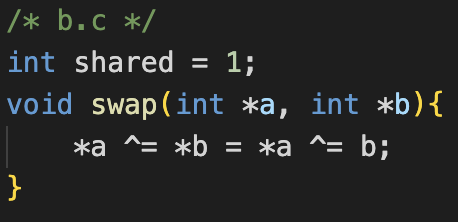 /* b.c */
int shared = 1;
void swap(int *a, int *b){
    *a ^= *b = *a ^= b;
}